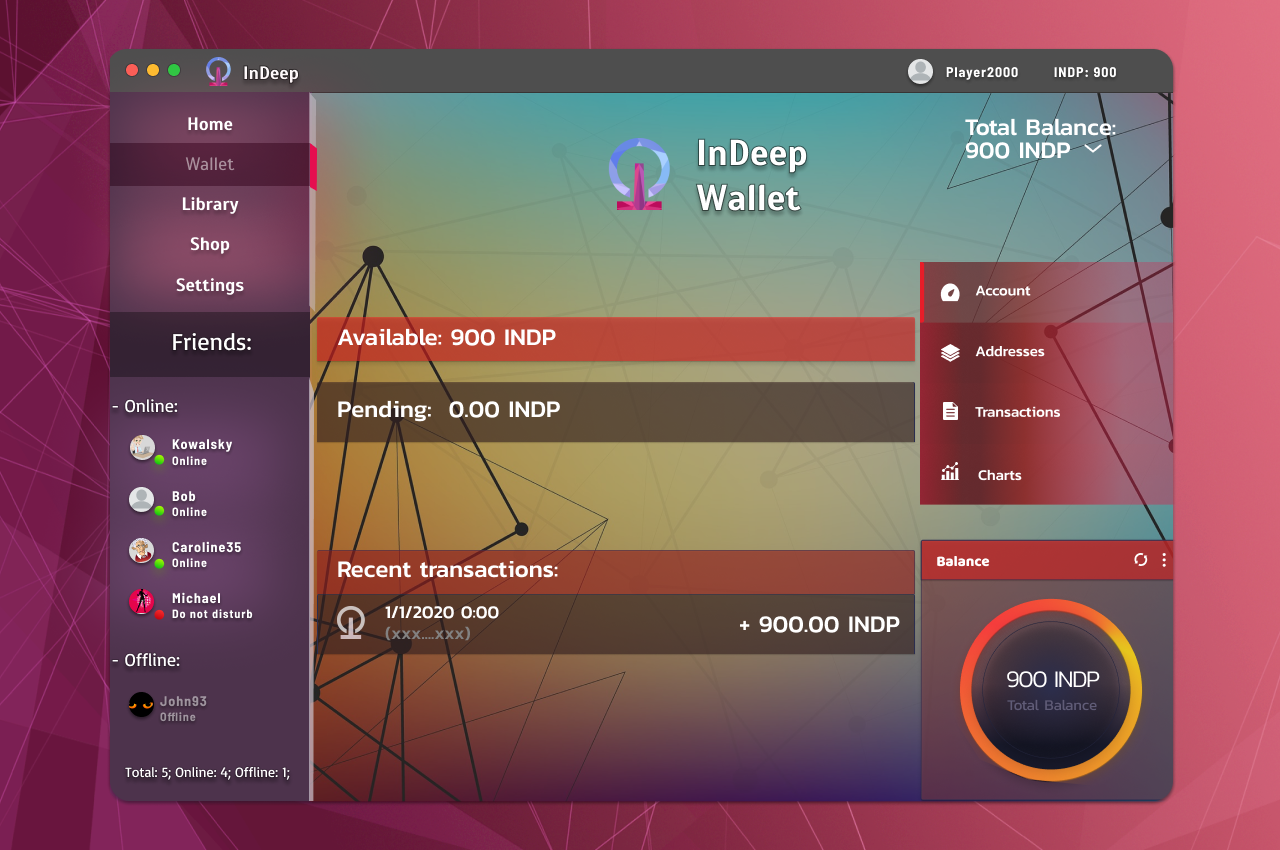 InDeep
Player2000
INDP: 900
Home
Wallet
Library
Shop
Settings
Friends:
- Online:
Kowalsky
Online
Bob
Online
Caroline35
Online
Michael
Do not disturb
- Offline:
John93
Offline
Total: 5; Online: 4; Offline: 1;
InDeep
Wallet
Total Balance:
900 INDP
Available: 900 INDP
Pending: 0.00 INDP
Recent transactions:
1/1/2020 0:00
(xxx....xxx)
+ 900.00 INDP
Account
Addresses
Transactions
Charts
Balance
900 INDP
Total Balance